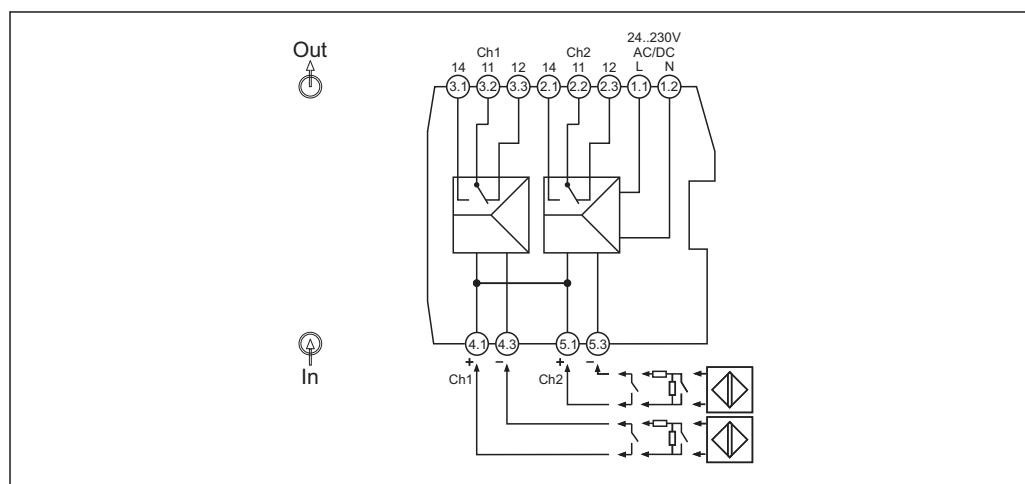 Out
24..230V
Ch1 Ch2 AC/DC
14 11 12 14 11 12 L N
3.1 3.2 3.3 2.1 2.2 2.3 1.1 1.2
4.1 4.3 5.1 5.3
+ – + –
In
Ch1 Ch2